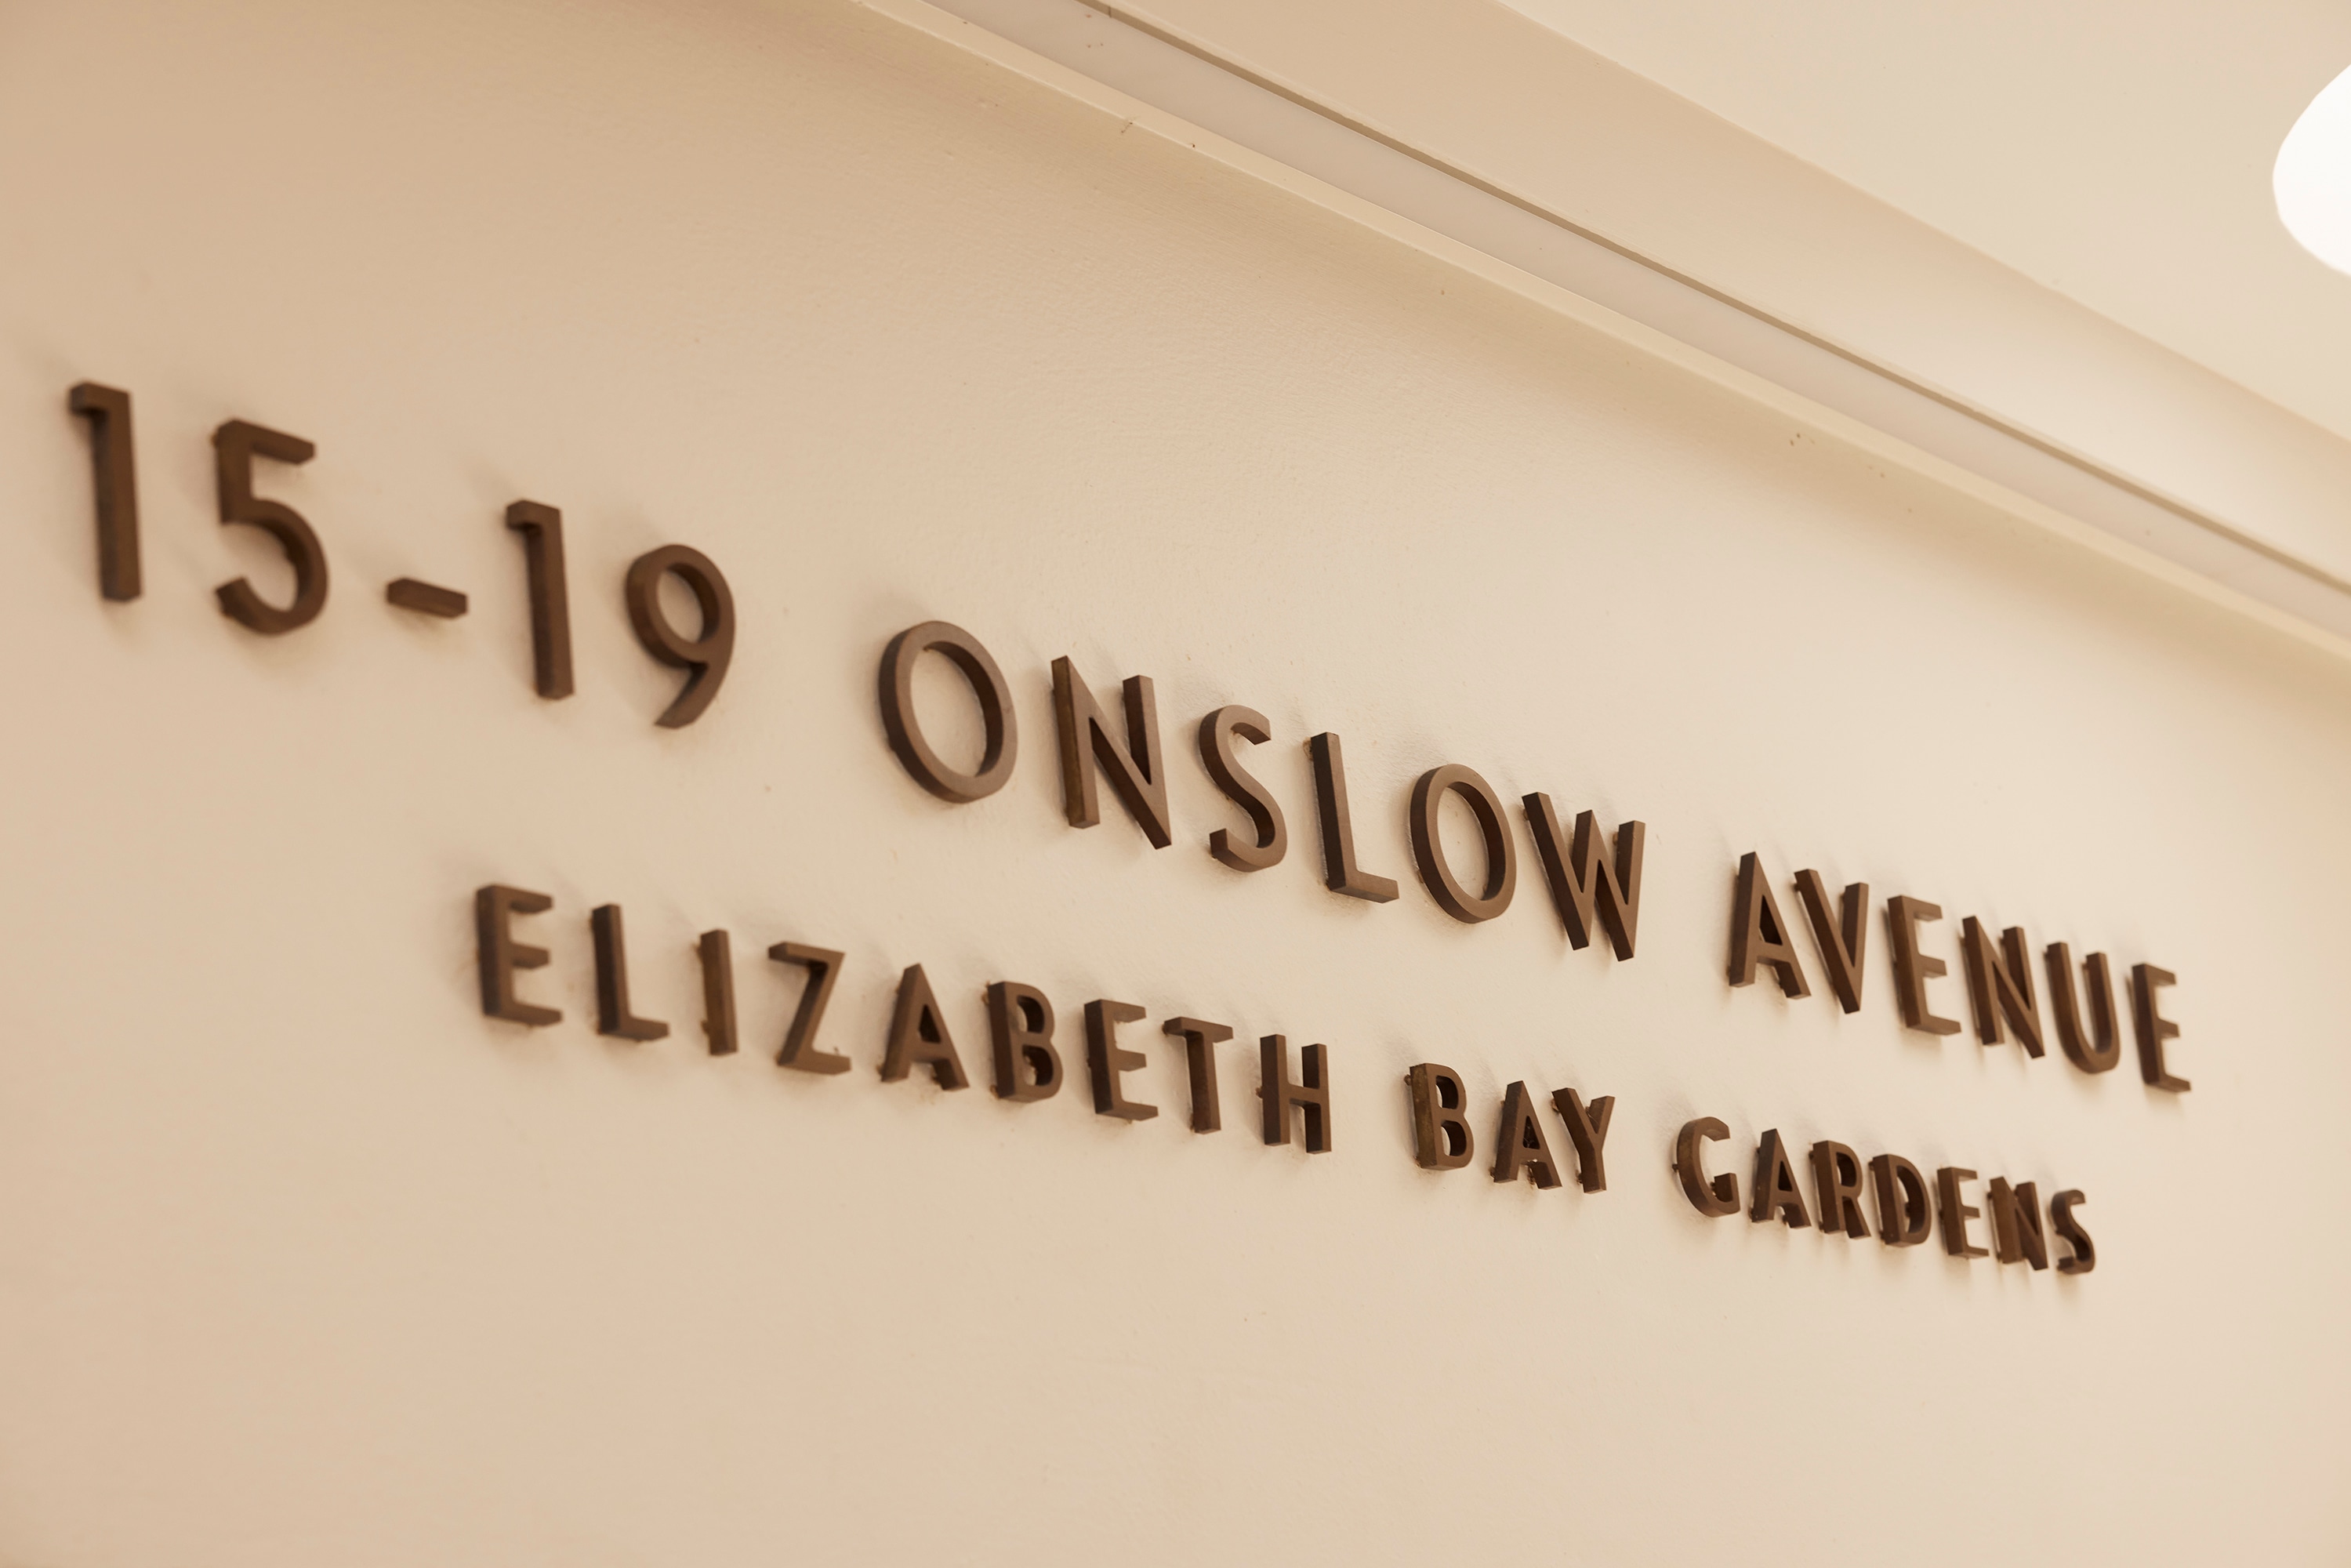 15-19 ONSLOW AVENUE
ELIZABETH BAY GARDENS